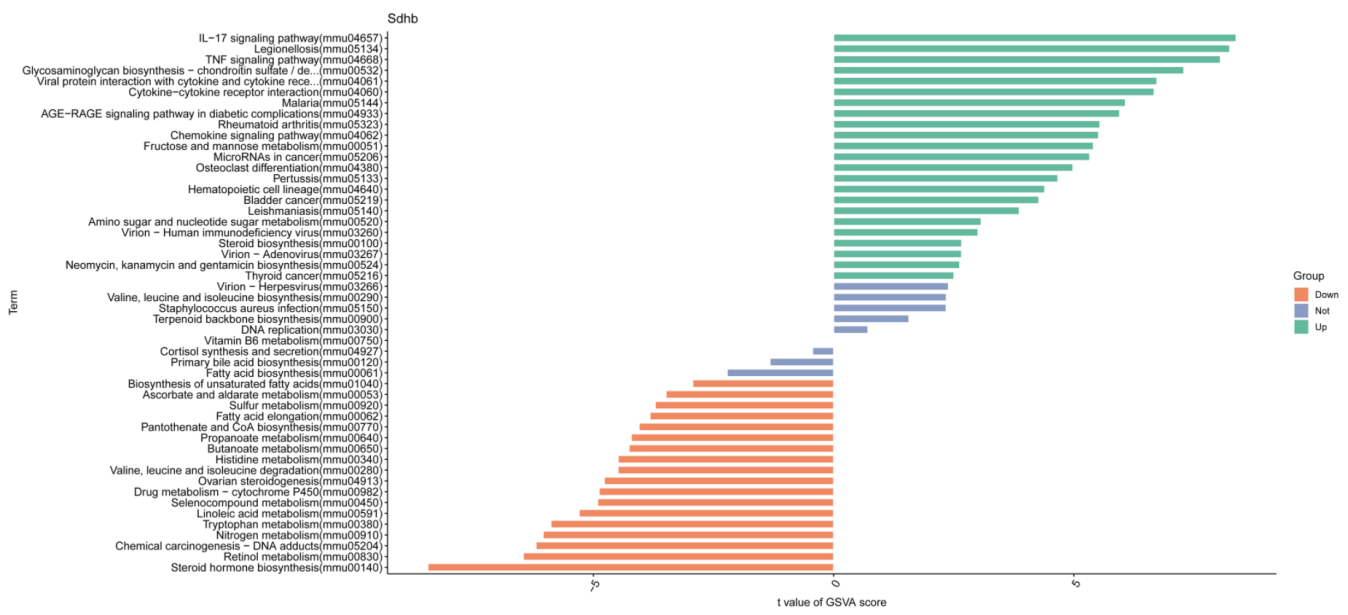 Sdhb
IL−17 signaling pathway(mmu04657)
Legionellosis(mmu05134)
TNF signaling pathway(mmu04668)
Glycosaminoglycan biosynthesis − chondroitin sulfate / de...(mmu00532)
Viral protein interaction with cytokine and cytokine rece...(mmu04061)
Cytokine−cytokine receptor interaction(mmu04060)
Malaria(mmu05144)
AGE−RAGE signaling pathway in diabetic complications(mmu04933)
Rheumatoid arthritis(mmu05323)
Chemokine signaling pathway(mmu04062)
Fructose and mannose metabolism(mmu00051)
MicroRNAs in cancer(mmu05206)
Osteoclast differentiation(mmu04380)
Pertussis(mmu05133)
Hematopoietic cell lineage(mmu04640)
Bladder cancer(mmu05219)
Leishmaniasis(mmu05140)
Amino sugar and nucleotide sugar metabolism(mmu00520)
Virion − Human immunodeficiency virus(mmu03260)
Steroid biosynthesis(mmu00100)
Virion − Adenovirus(mmu03267)
Neomycin, kanamycin and gentamicin biosynthesis(mmu00524)
Thyroid cancer(mmu05216)
Virion − Herpesvirus(mmu03266)
Valine, leucine and isoleucine biosynthesis(mmu00290)
Staphylococcus aureus infection(mmu05150)
Terpenoid backbone biosynthesis(mmu00900)
DNA replication(mmu03030)
Vitamin B6 metabolism(mmu00750)
Cortisol synthesis and secretion(mmu04927)
Primary bile acid biosynthesis(mmu00120)
Fatty acid biosynthesis(mmu00061)
Biosynthesis of unsaturated fatty acids(mmu01040)
Ascorbate and aldarate metabolism(mmu00053)
Sulfur metabolism(mmu00920)
Fatty acid elongation(mmu00062)
Pantothenate and CoA biosynthesis(mmu00770)
Propanoate metabolism(mmu00640)
Butanoate metabolism(mmu00650)
Histidine metabolism(mmu00340)
Valine, leucine and isoleucine degradation(mmu00280)
Ovarian steroidogenesis(mmu04913)
Drug metabolism − cytochrome P450(mmu00982)
Selenocompound metabolism(mmu00450)
Linoleic acid metabolism(mmu00591)
Tryptophan metabolism(mmu00380)
Nitrogen metabolism(mmu00910)
Chemical carcinogenesis − DNA adducts(mmu05204)
Retinol metabolism(mmu00830)
Steroid hormone biosynthesis(mmu00140)
Term
−5
0
5
t value of GSVA score
Group
Down
Not
Up